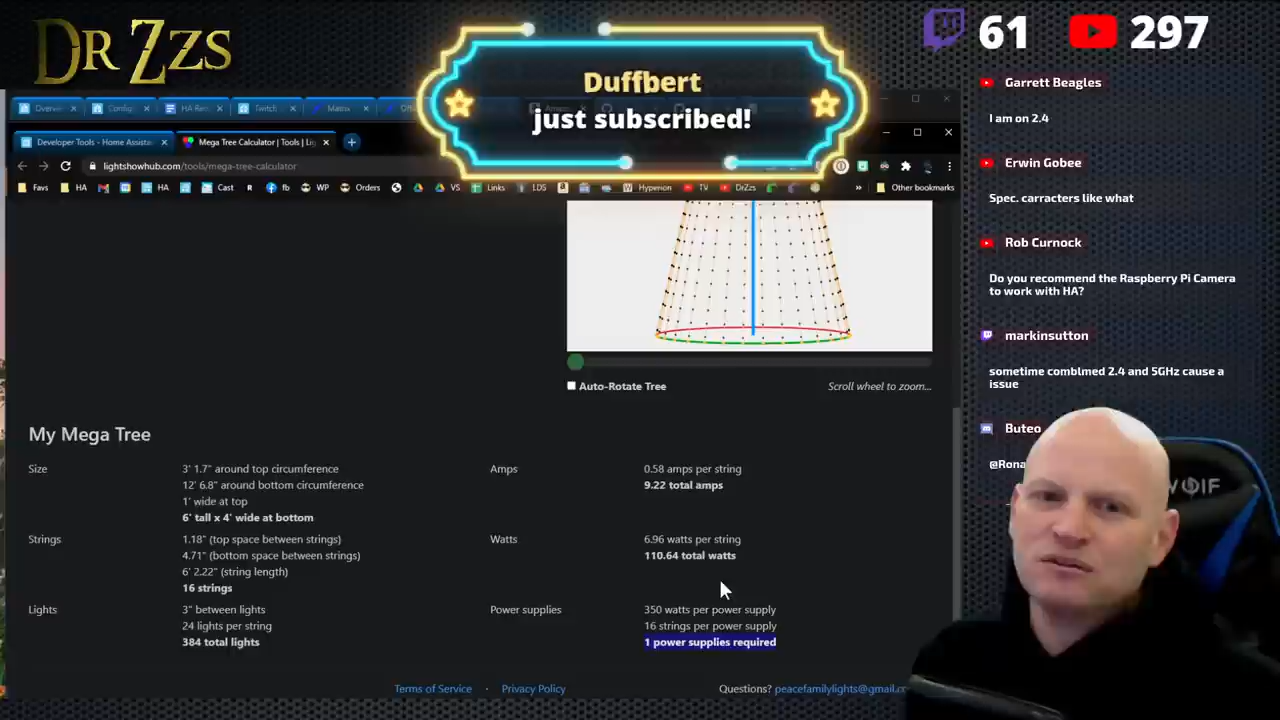 DR ZZS
Duffbert
just subscribed!
61
297
Garrett Beagles
I am on 2.4
Erwin Gobee
Spec. carracters like what
Rob Curnock
Do you recommend the Raspberry Pi Camera
to work with HA?
markinsutton
sometime combImed 2.4 and 5GHz cause a
issue
Buteo
@Rona
Twitch
Developer Tools - Home Assista
Mega Tree Calculator | Tools | Lig
lightshowhub.com/tools/mega-tree-calculator
Favs
HA
HA
Cast
fb
WP
Orders
VS
Links
LDS
Hyperion
TV
DrZzs
Other bookmarks
Auto-Rotate Tree
Scroll wheel to zoom...
My Mega Tree
Size
3' 1.7" around top circumference
12' 6.8" around bottom circumference
1' wide at top
6' tall x 4' wide at bottom
Amps
0.58 amps per string
9.22 total amps
Strings
1.18" (top space between strings)
4.71" (bottom space between strings)
6' 2.22" (string length)
16 strings
Watts
6.96 watts per string
110.64 total watts
Lights
3" between lights
24 lights per string
384 total lights
Power supplies
350 watts per power supply
16 strings per power supply
1 power supplies required
Terms of Service · Privacy Policy
Questions? peacefamilylights@gmail.c